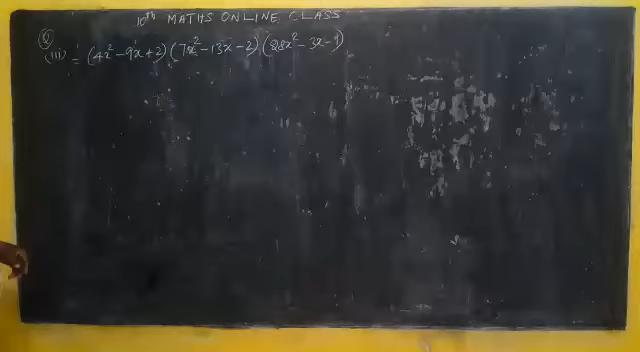 10th MATHS ONLINE CLASS
Q
(iii) = (4x² - 9x + 2) (7x² - 13x - 2) (28x² - 3x - 1)